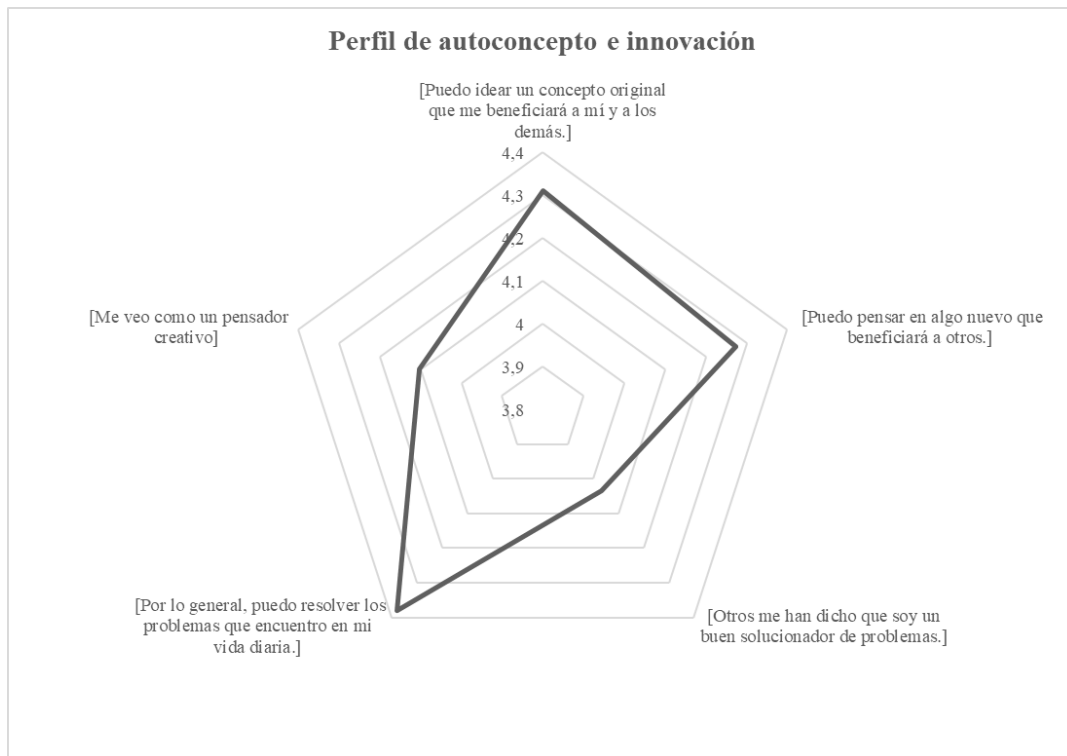 Perfil de autoconcepto e innovación
[Puedo idear un concepto original
que me beneficiará a mí y a los
demás.]
4,4
4,3
4,2
4,1
4
3,9
3,8
[Me veo como un pensador
creativo]
[Puedo pensar en algo nuevo que
beneficiará a otros.]
[Por lo general, puedo resolver los
problemas que encuentro en mi
vida diaria.]
[Otros me han dicho que soy un
buen solucionador de problemas.]